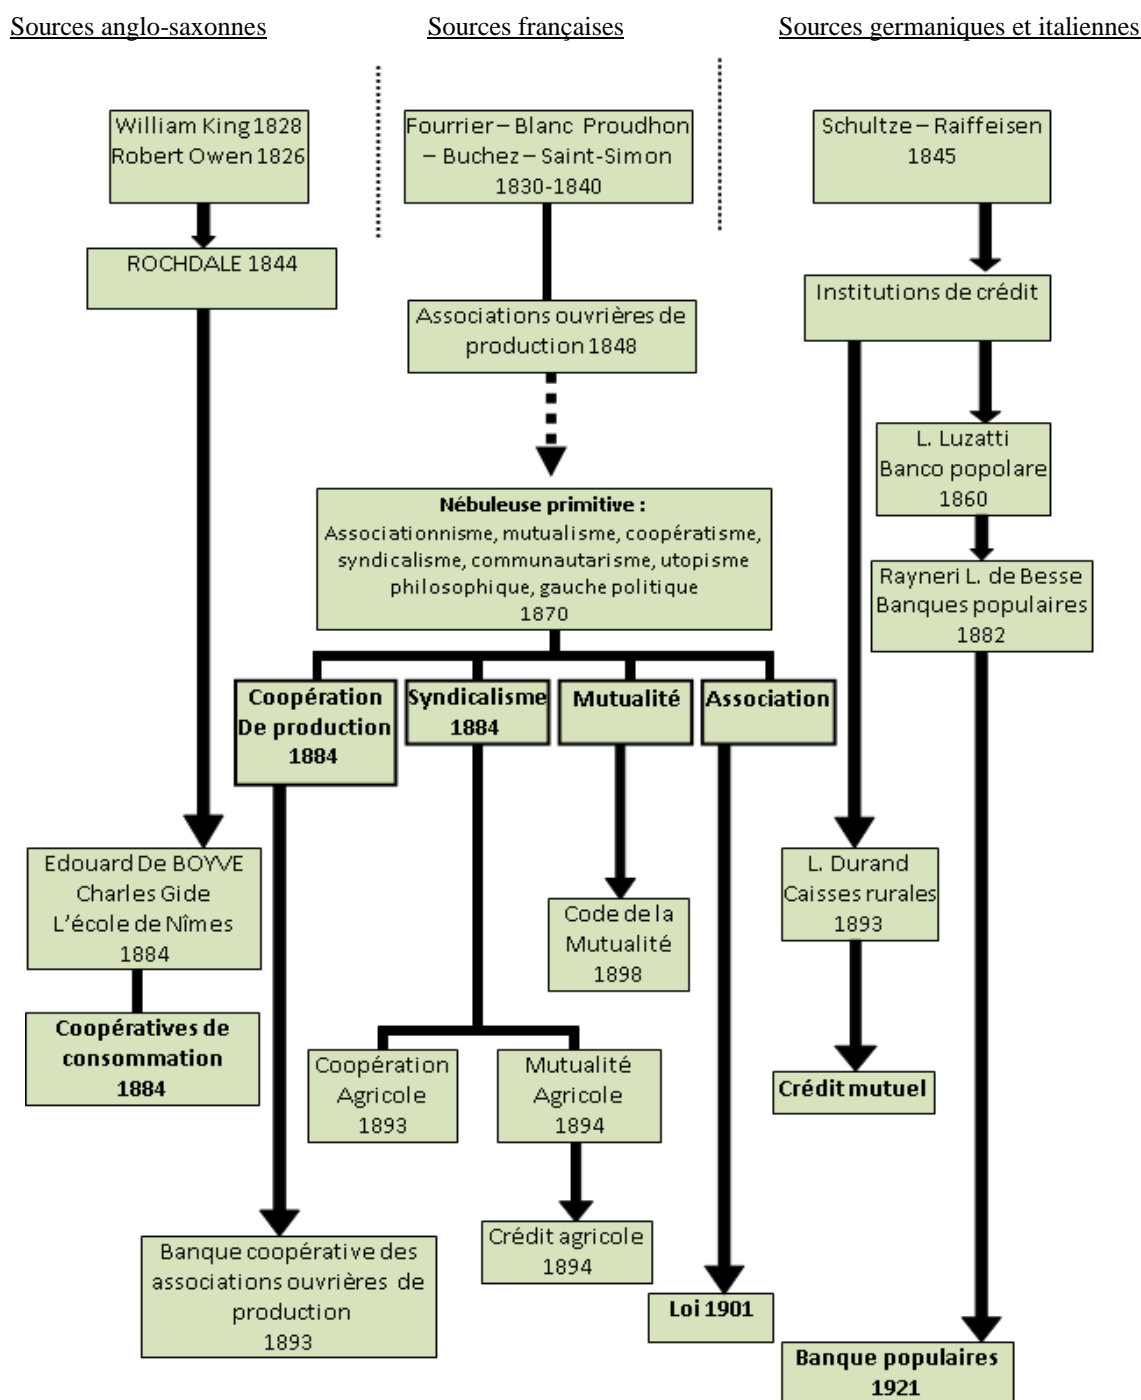 Sources anglo-saxonnes
Sources françaises
Sources germaniques et italiennes
William King 1828
Robert Owen 1826
Fourrier – Blanc Proudhon
– Buchez – Saint-Simon
1830-1840
Schultze – Raiffeisen
1845
ROCHDALE 1844
Institutions de crédit
Associations ouvrières de
production 1848
L. Luzatti
Banco popolare
1860
Nébuleuse primitive :
Associationnisme, mutualisme, coopératisme,
syndicalisme, communautarisme, utopisme
philosophique, gauche politique
1870
Rayneri L. de Besse
Banques populaires
1882
Coopération
De production
1884
Syndicalisme
1884
Mutualité
Association
Edouard De BOYVE
Charles Gide
L'école de Nîmes
1884
L. Durand
Caisses rurales
1893
Code de la
Mutualité
1898
Coopératives de
consommation
1884
Coopération
Agricole
1893
Mutualité
Agricole
1894
Crédit mutuel
Banque coopérative des
associations ouvrières de
production
1893
Crédit agricole
1894
Loi 1901
Banque populaires
1921